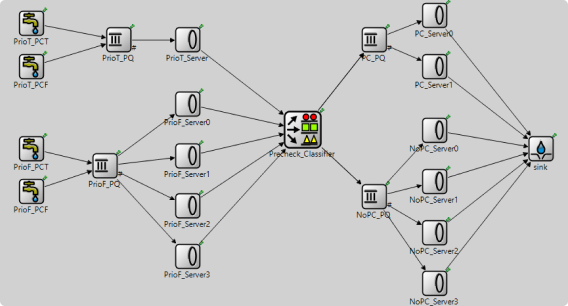 PrioT_PCT
PrioT_PCF
PrioT_PQ
PrioT_Server
PC_PQ
PC_Server0
PC_Server1
PrioF_Server0
PrioF_PCT
PrioF_PCF
PrioF_PQ
PrioF_Server1
PrioF_Server2
PrioF_Server3
Precheck_Classifier
NoPC_PQ
NoPC_Server0
NoPC_Server1
NoPC_Server2
NoPC_Server3
sink